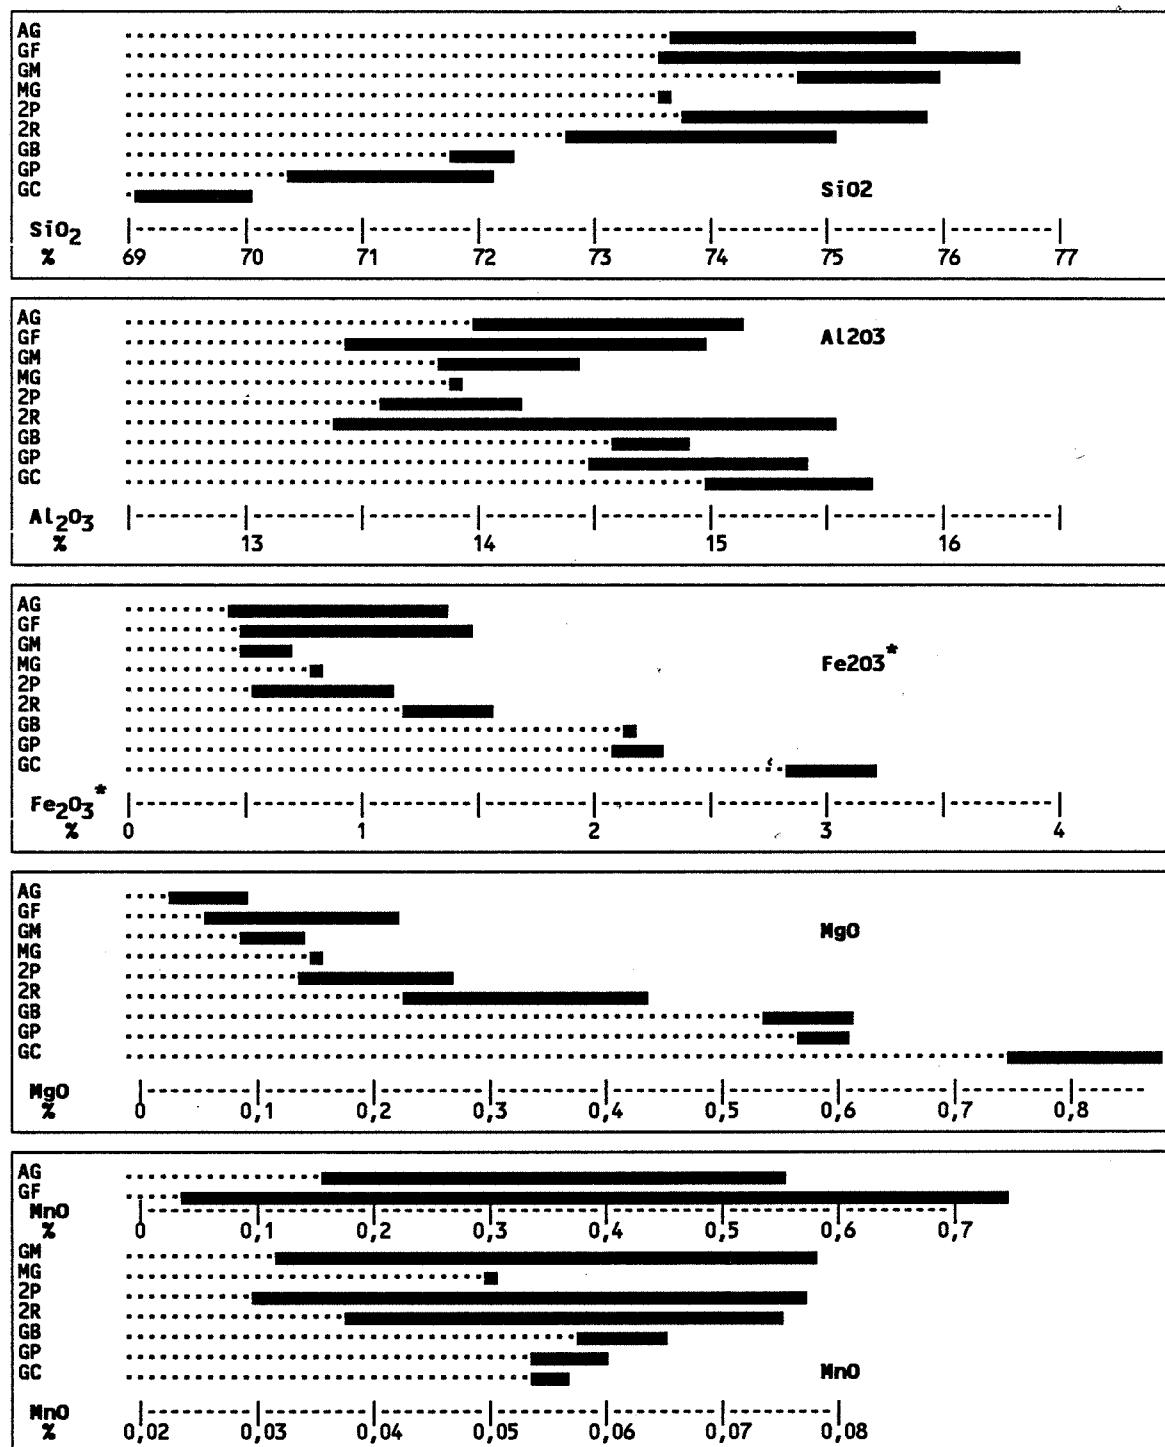 AG
GF
GM
MG
2P
2R
GB
GP
GC
SiO2
SiO2
% 69 70 71 72 73 74 75 76 77
AG
GF
GM
MG
2P
2R
GB
GP
GC
Al2O3
Al2O3
% 13 14 15 16
AG
GF
GM
MG
2P
2R
GB
GP
GC
Fe2O3*
Fe2O3*
% 0 1 2 3 4
AG
GF
GM
MG
2P
2R
GB
GP
GC
MgO
MgO
% 0 0,1 0,2 0,3 0,4 0,5 0,6 0,7 0,8
AG
GF
MnO
% 0 0,1 0,2 0,3 0,4 0,5 0,6 0,7
GM
MG
2P
2R
GB
GP
GC
MnO
MnO
% 0,02 0,03 0,04 0,05 0,06 0,07 0,08